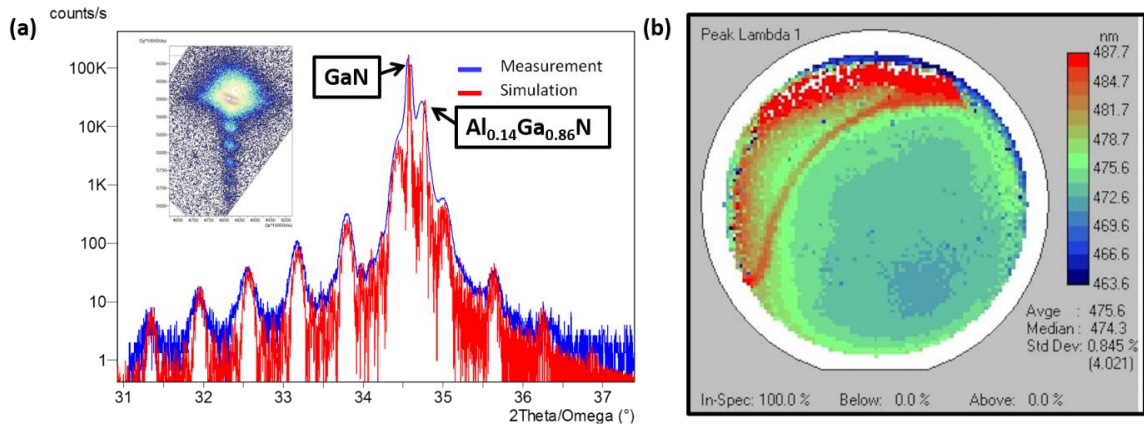 (a)
counts/s
100K
10K
1K
100
10
1
GaN
Measurement
Simulation
Al0.14Ga0.86N
31 32 33 34 35 36 37
2Theta/Omega (°)
(b)
Peak Lambda 1
nm
487.7
484.7
481.7
478.7
475.6
472.6
469.6
466.6
463.6
Avge : 475.6
Median : 474.3
Std Dev: 0.845 %
(4.021)
In-Spec: 100.0 % Below: 0.0 % Above: 0.0 %